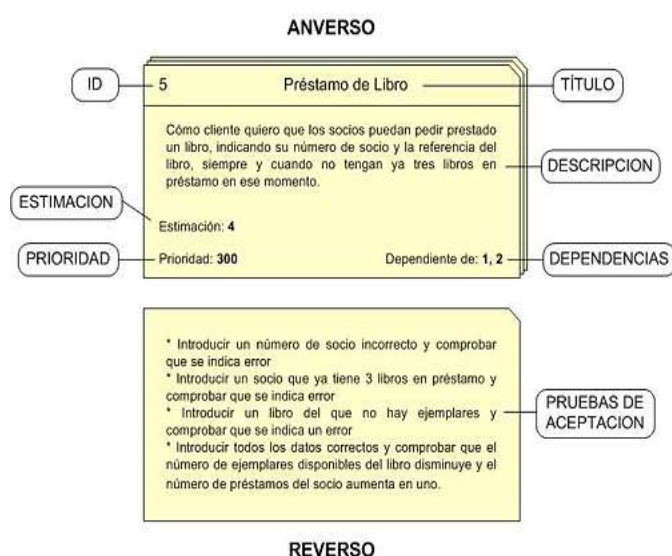 ANVERSO
ID
5
Préstamo de Libro
TÍTULO
Cómo cliente quiero que los socios puedan pedir prestado
un libro, indicando su número de socio y la referencia del
libro, siempre y cuando no tengan ya tres libros en
préstamo en ese momento.
DESCRIPCION
ESTIMACION
Estimación: 4
PRIORIDAD
Prioridad: 300
Dependiente de: 1, 2
DEPENDENCIAS
* Introducir un número de socio incorrecto y comprobar
que se indica error
* Introducir un socio que ya tiene 3 libros en préstamo y
comprobar que se indica error
* Introducir un libro del que no hay ejemplares y
comprobar que se indica un error
* Introducir todos los datos correctos y comprobar que el
número de ejemplares disponibles del libro disminuye y el
número de préstamos del socio aumenta en uno.
PRUEBAS DE
ACEPTACION
REVERSO